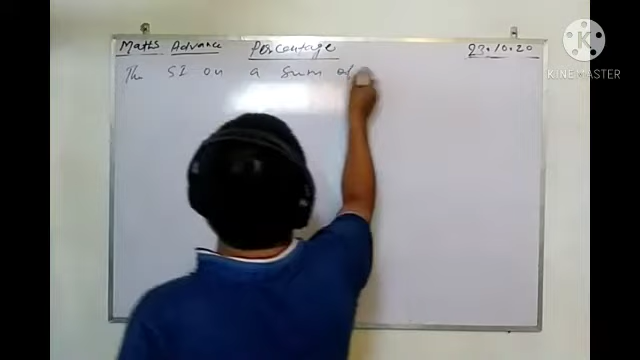 Maths Advance Percentage 23.10.20
The SI on a sum of
KINEMASTER